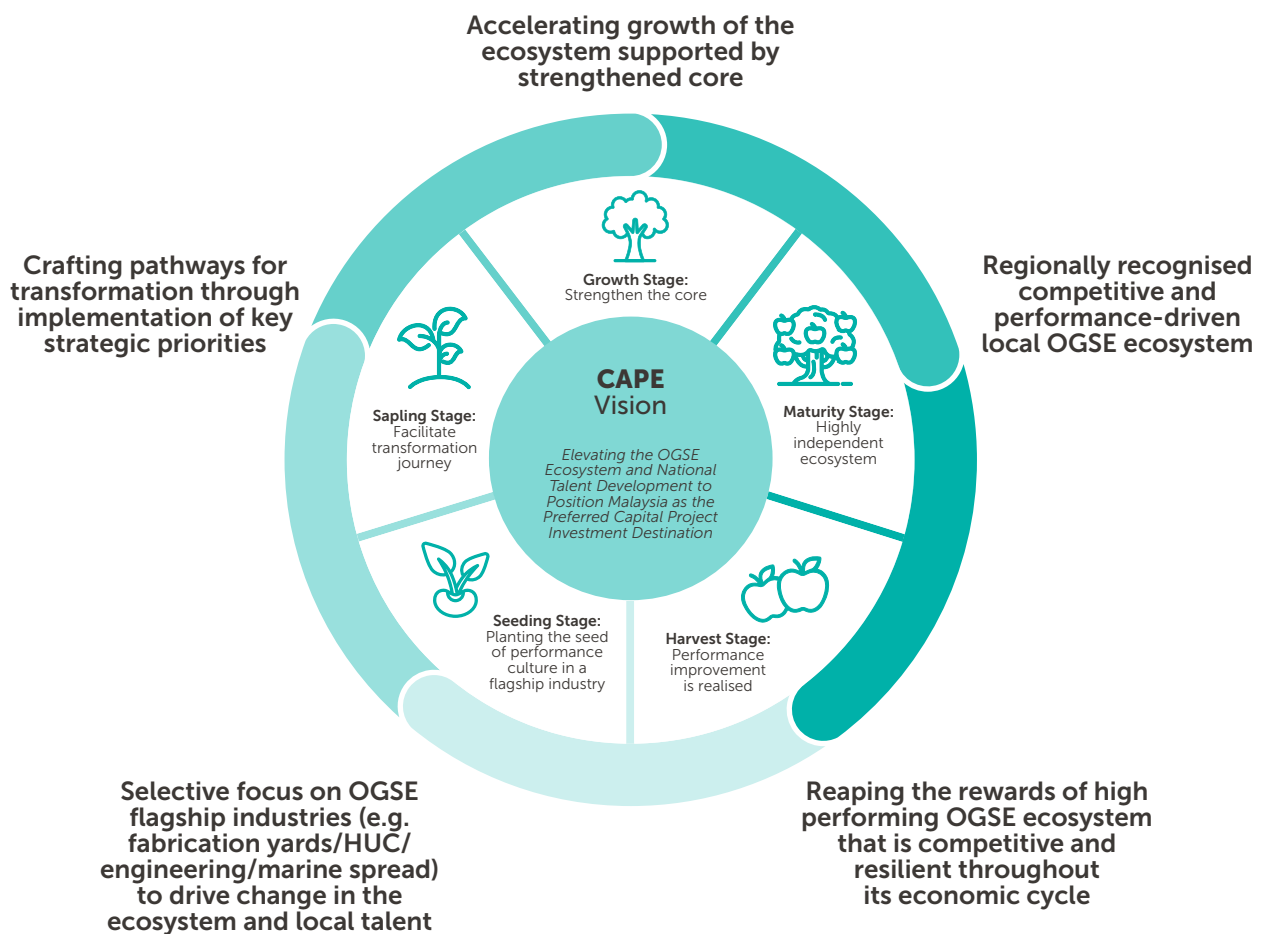 Accelerating growth of the
ecosystem supported by
strengthened core
Crafting pathways for
transformation through
implementation of key
strategic priorities
Regionally recognised
competitive and
performance-driven
local OGSE ecosystem
Growth Stage:
Strengthen the core
Sapling Stage:
Facilitate
transformation
journey
CAPE
Vision
Elevating the OGSE
Ecosystem and National
Talent Development to
Position Malaysia as the
Preferred Capital Project
Investment Destination
Maturity Stage:
Highly
independent
ecosystem
Seeding Stage:
Planting the seed
of performance
culture in a
flagship industry
Harvest Stage:
Performance
improvement
is realised
Selective focus on OGSE
flagship industries (e.g.
fabrication yards/HUC/
engineering/marine spread)
to drive change in the
ecosystem and local talent
Reaping the rewards of high
performing OGSE ecosystem
that is competitive and
resilient throughout
its economic cycle